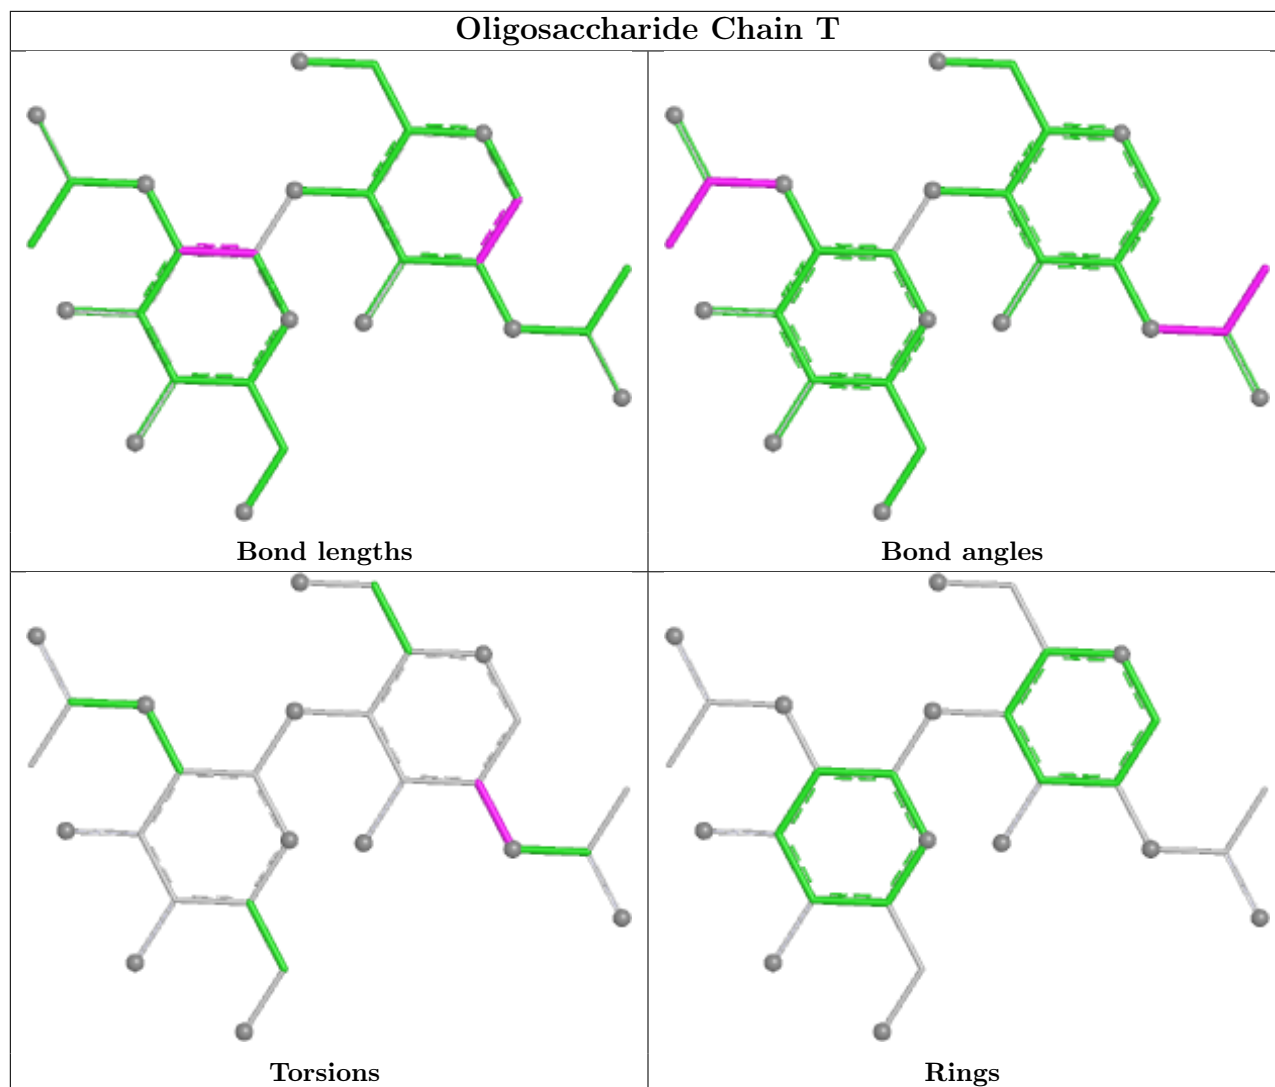 Oligosaccharide Chain T
Bond lengths
Bond angles
Torsions
Rings